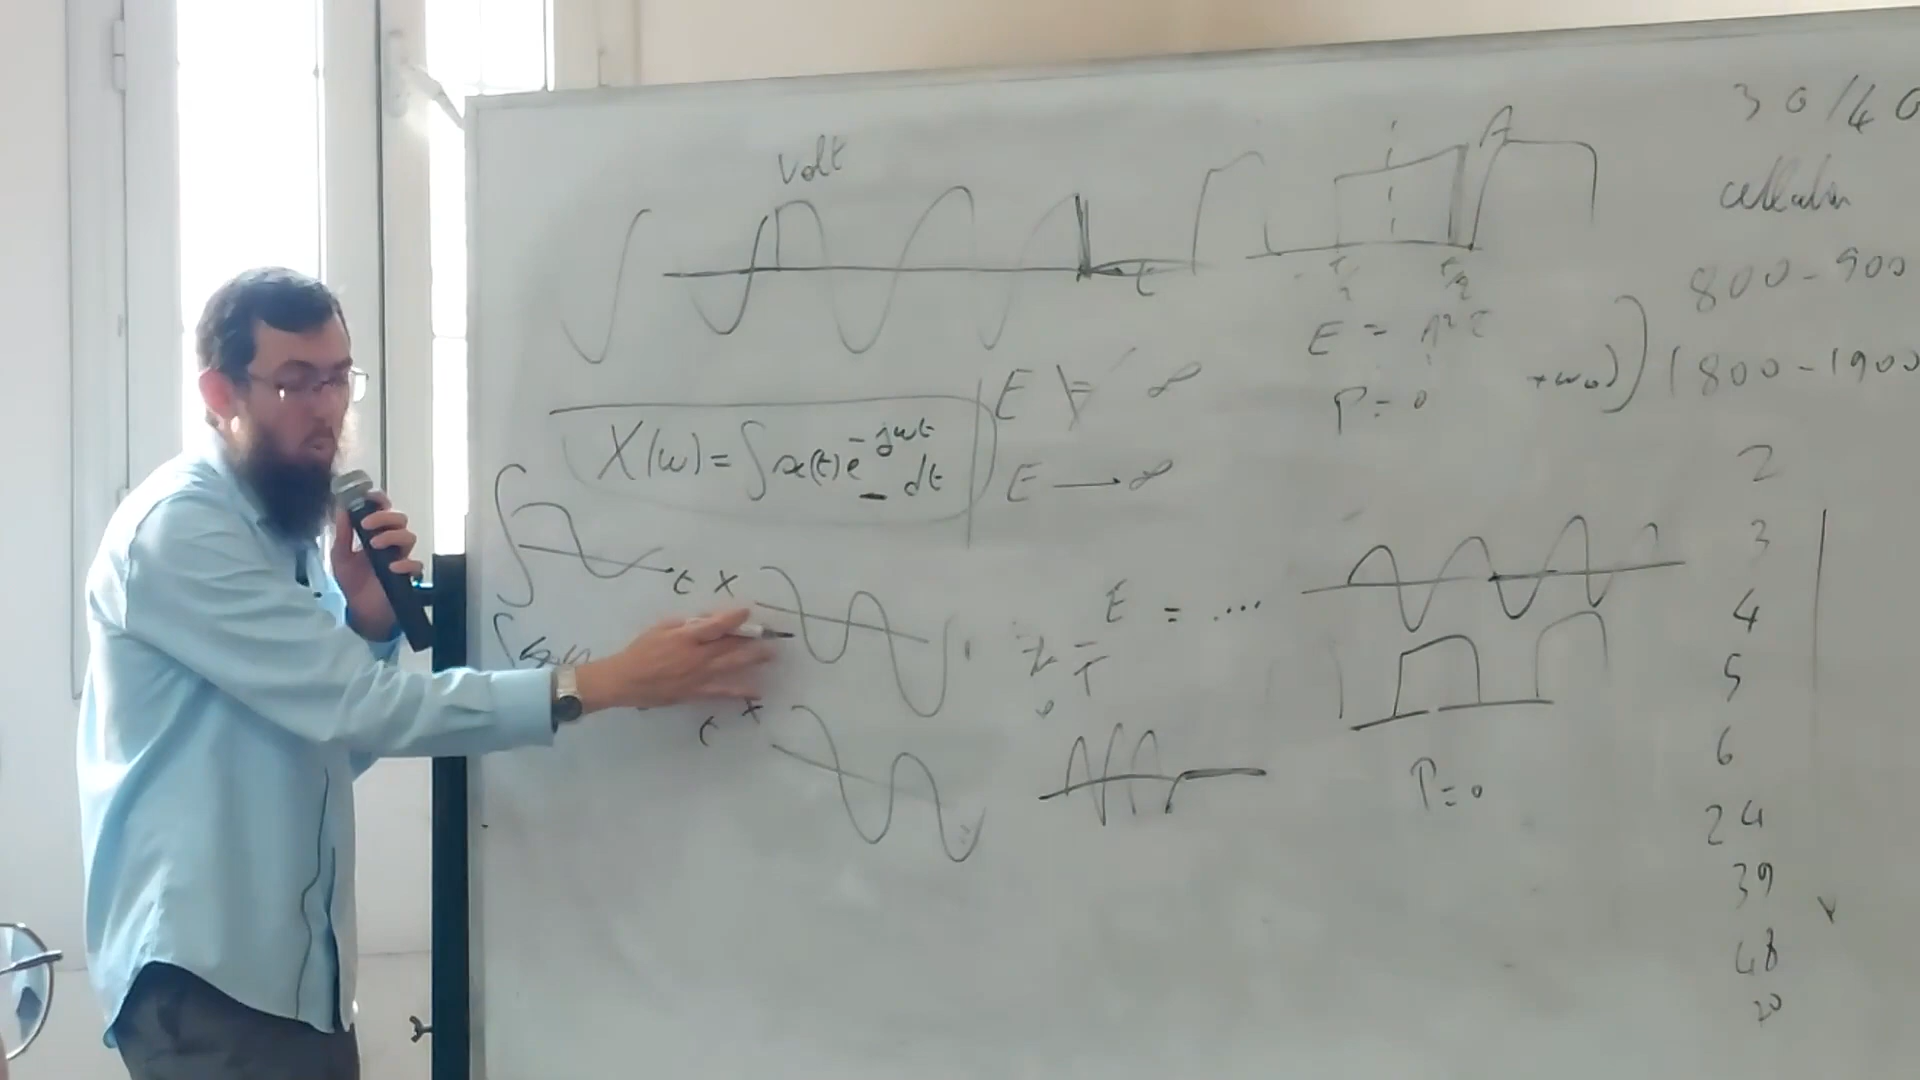 Volt
t
A
E = A²τ
P = 0
30/40
cellular
800-900
+ω₀)
1800-1900
E ≠ ∞
E → ∞
X(ω) = ∫x(t)e^-jωt dt
t
X
E = ...
T
P = 0
2
3
4
5
6
24
39
48
20